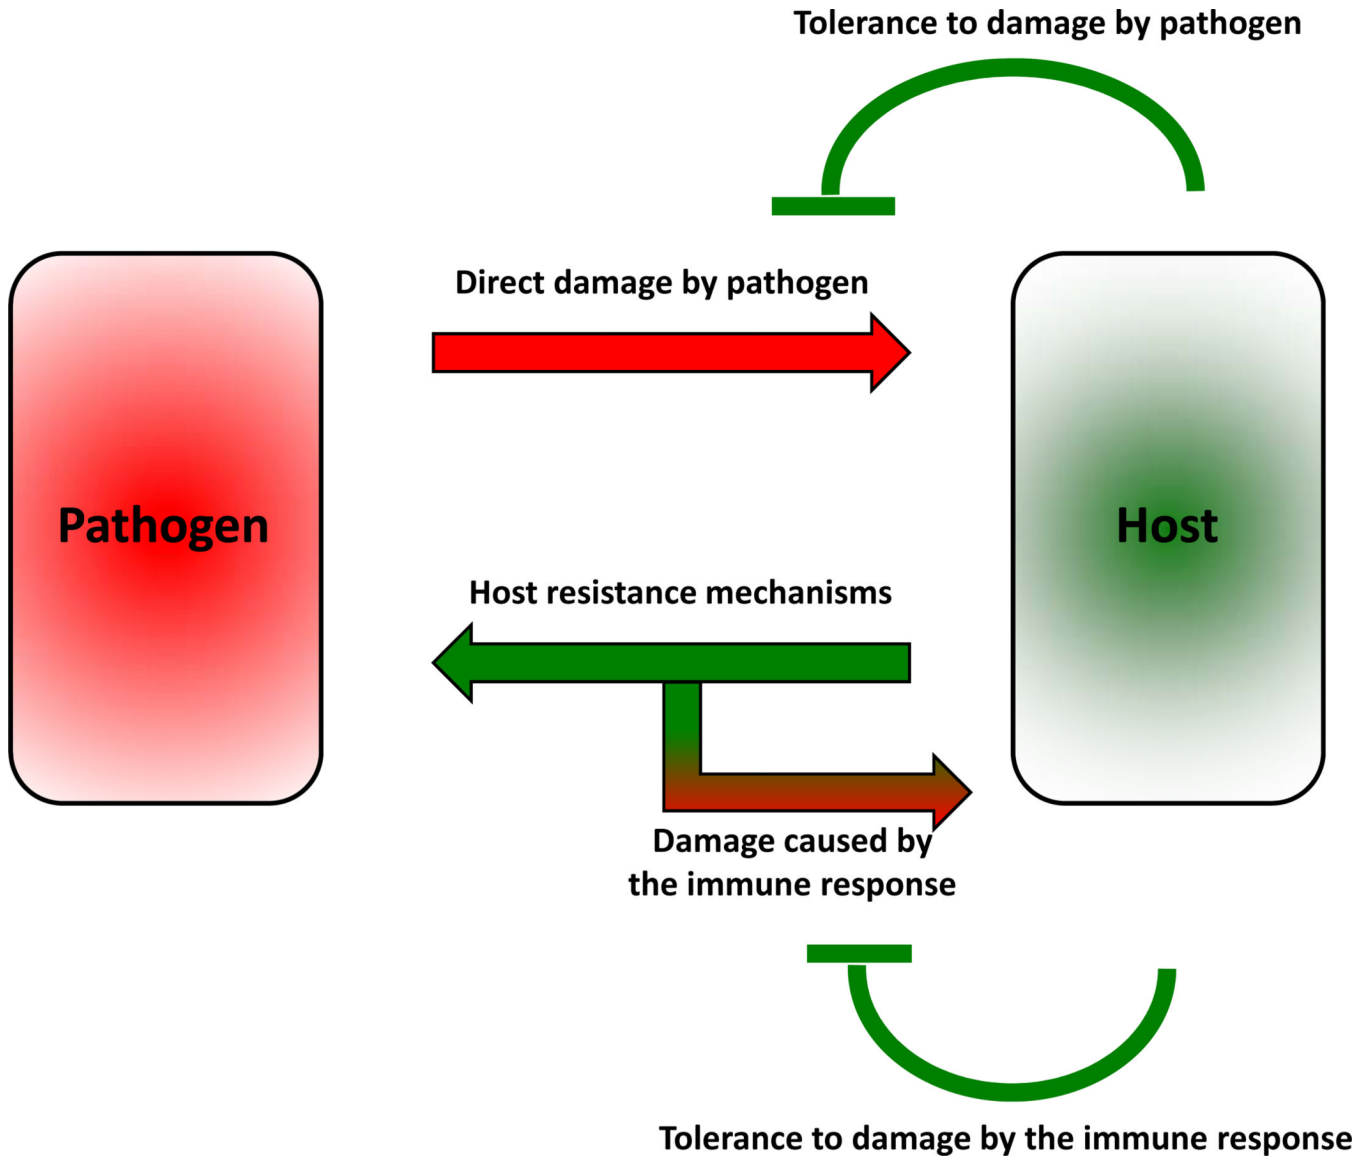 Tolerance to damage by pathogen
Direct damage by pathogen
Pathogen
Host
Host resistance mechanisms
Damage caused by
the immune response
Tolerance to damage by the immune response